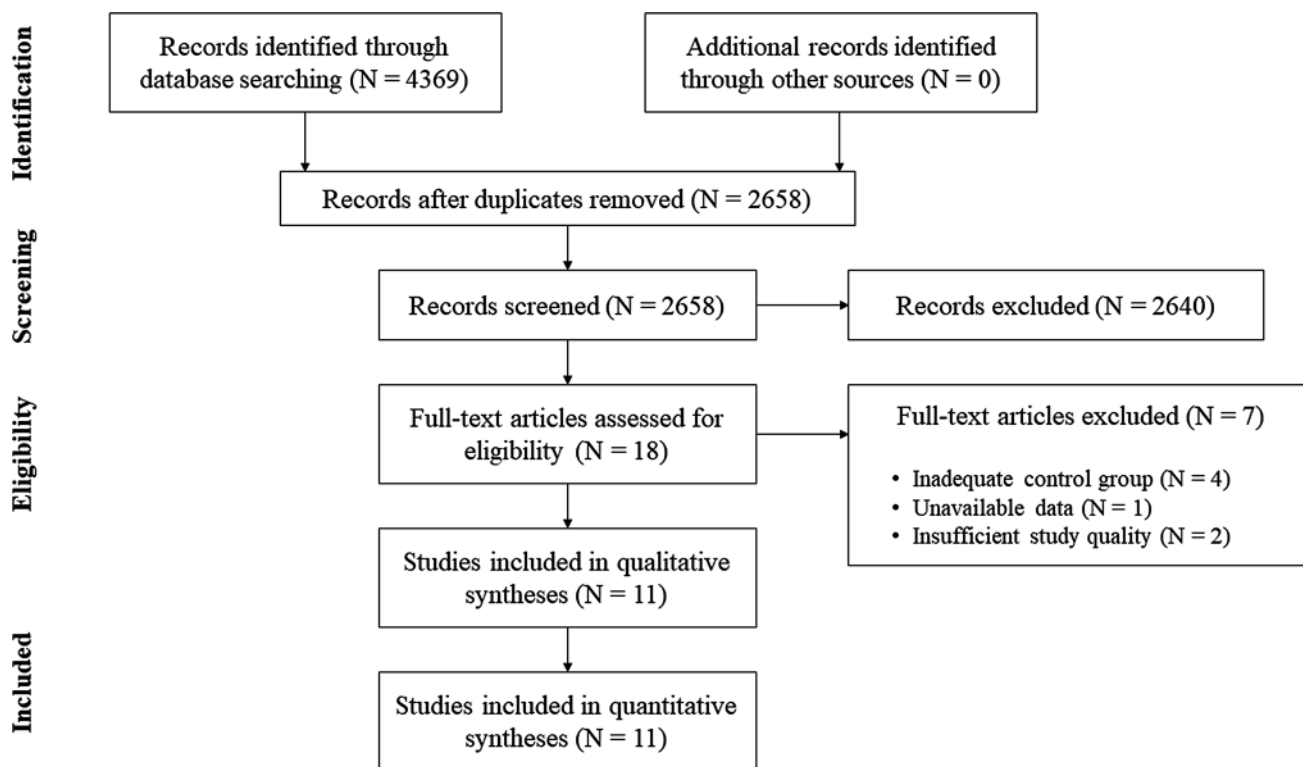 Identification
Records identified through
database searching (N = 4369)
Additional records identified
through other sources (N = 0)
Records after duplicates removed (N = 2658)
Screening
Records screened (N = 2658)
Records excluded (N = 2640)
Eligibility
Full-text articles assessed for
eligibility (N = 18)
Full-text articles excluded (N = 7)
• Inadequate control group (N = 4)
• Unavailable data (N = 1)
• Insufficient study quality (N = 2)
Studies included in qualitative
syntheses (N = 11)
Included
Studies included in quantitative
syntheses (N = 11)